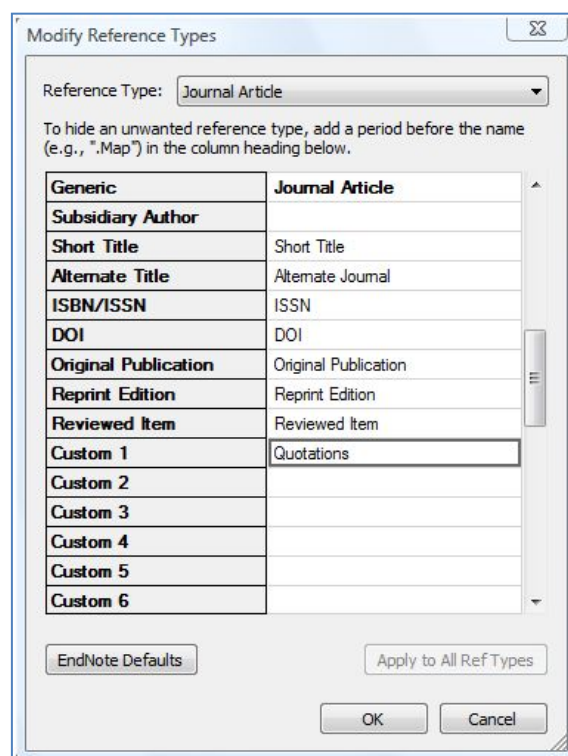 Modify Reference Types
Reference Type: Journal Article
To hide an unwanted reference type, add a period before the name
(e.g., ".Map") in the column heading below.
Generic Journal Article
Subsidiary Author
Short Title Short Title
Alternate Title Alternate Journal
ISBN/ISSN ISSN
DOI DOI
Original Publication Original Publication
Reprint Edition Reprint Edition
Reviewed Item Reviewed Item
Custom 1 Quotations
Custom 2
Custom 3
Custom 4
Custom 5
Custom 6
EndNote Defaults Apply to All Ref Types
OK Cancel